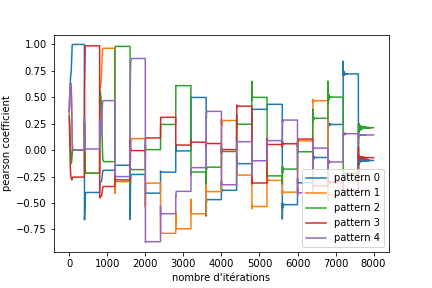 1.00
0.75
0.50
0.25
0.00
−0.25
−0.50
−0.75
pearson coefficient
0
1000
2000
3000
4000
5000
6000
7000
8000
nombre d'itérations
pattern 0
pattern 1
pattern 2
pattern 3
pattern 4